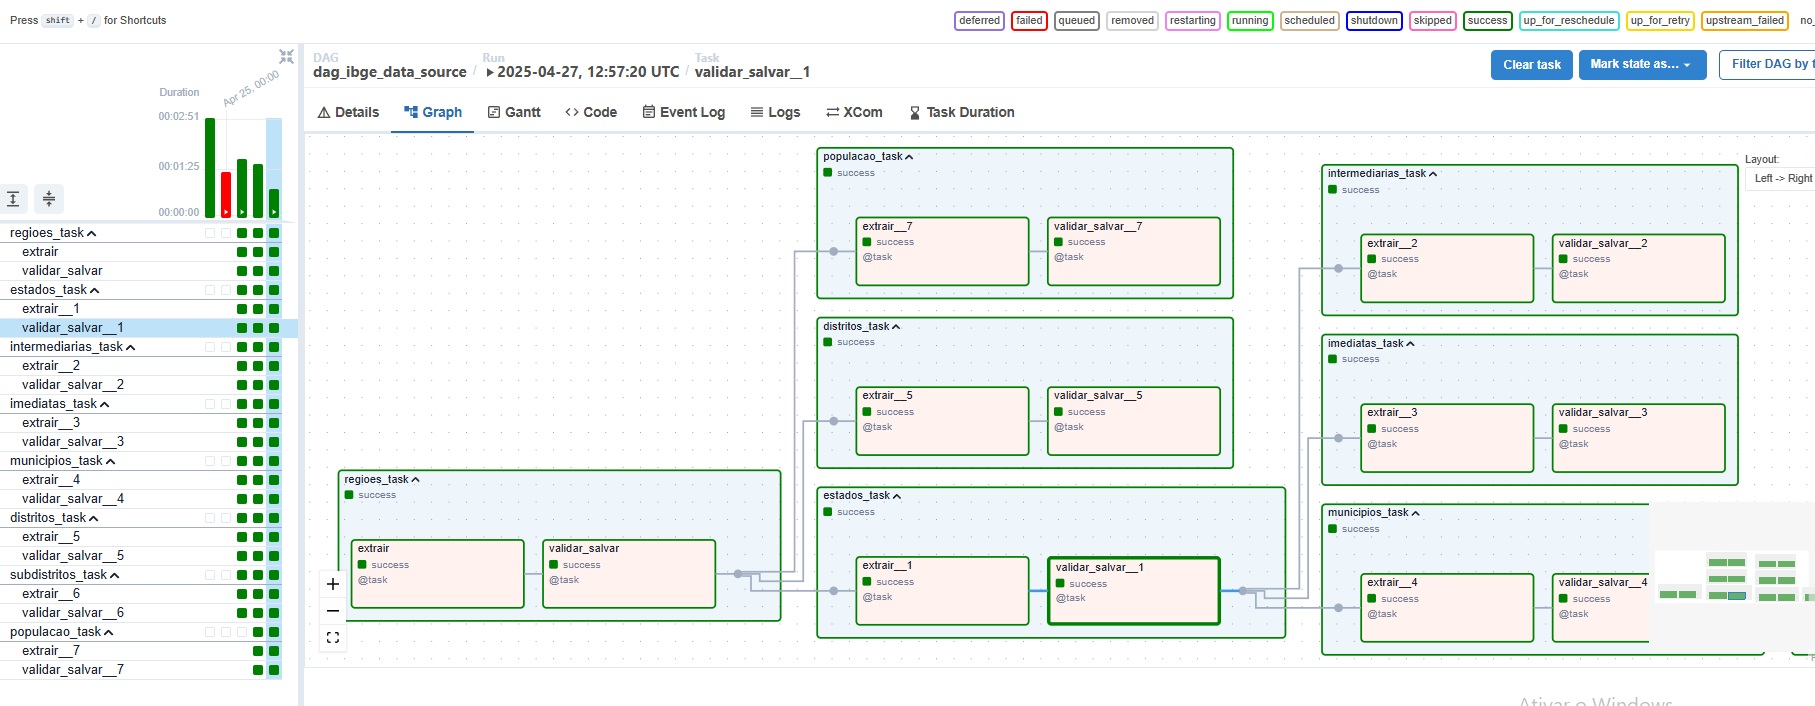 Press shift + / for Shortcuts
deferred failed queued removed restarting running scheduled shutdown skipped success up_for_reschedule up_for_retry upstream_failed no_
DAG
dag_ibge_data_source
/
Run
2025-04-27, 12:57:20 UTC
/
Task
validar_salvar__1
Clear task
Mark state as...
Filter DAG by t
Details
Graph
Gantt
Code
Event Log
Logs
XCom
Task Duration
Duration
Apr 25, 00:00
00:02:51
00:01:25
00:00:00
regioes_task
extrair
validar_salvar
estados_task
extrair__1
validar_salvar__1
intermediarias_task
extrair__2
validar_salvar__2
imediatas_task
extrair__3
validar_salvar__3
municipios_task
extrair__4
validar_salvar__4
distritos_task
extrair__5
validar_salvar__5
subdistritos_task
extrair__6
validar_salvar__6
populacao_task
extrair__7
validar_salvar__7
regioes_task
success
extrair
success
@task
validar_salvar
success
@task
populacao_task
success
extrair__7
success
@task
validar_salvar__7
success
@task
distritos_task
success
extrair__5
success
@task
validar_salvar__5
success
@task
estados_task
success
extrair__1
success
@task
validar_salvar__1
success
@task
intermediarias_task
success
extrair__2
success
@task
validar_salvar__2
success
@task
imediatas_task
success
extrair__3
success
@task
validar_salvar__3
success
@task
municipios_task
success
extrair__4
success
@task
validar_salvar__4
success
@task
Layout:
Left -> Right
Ativar o Windows